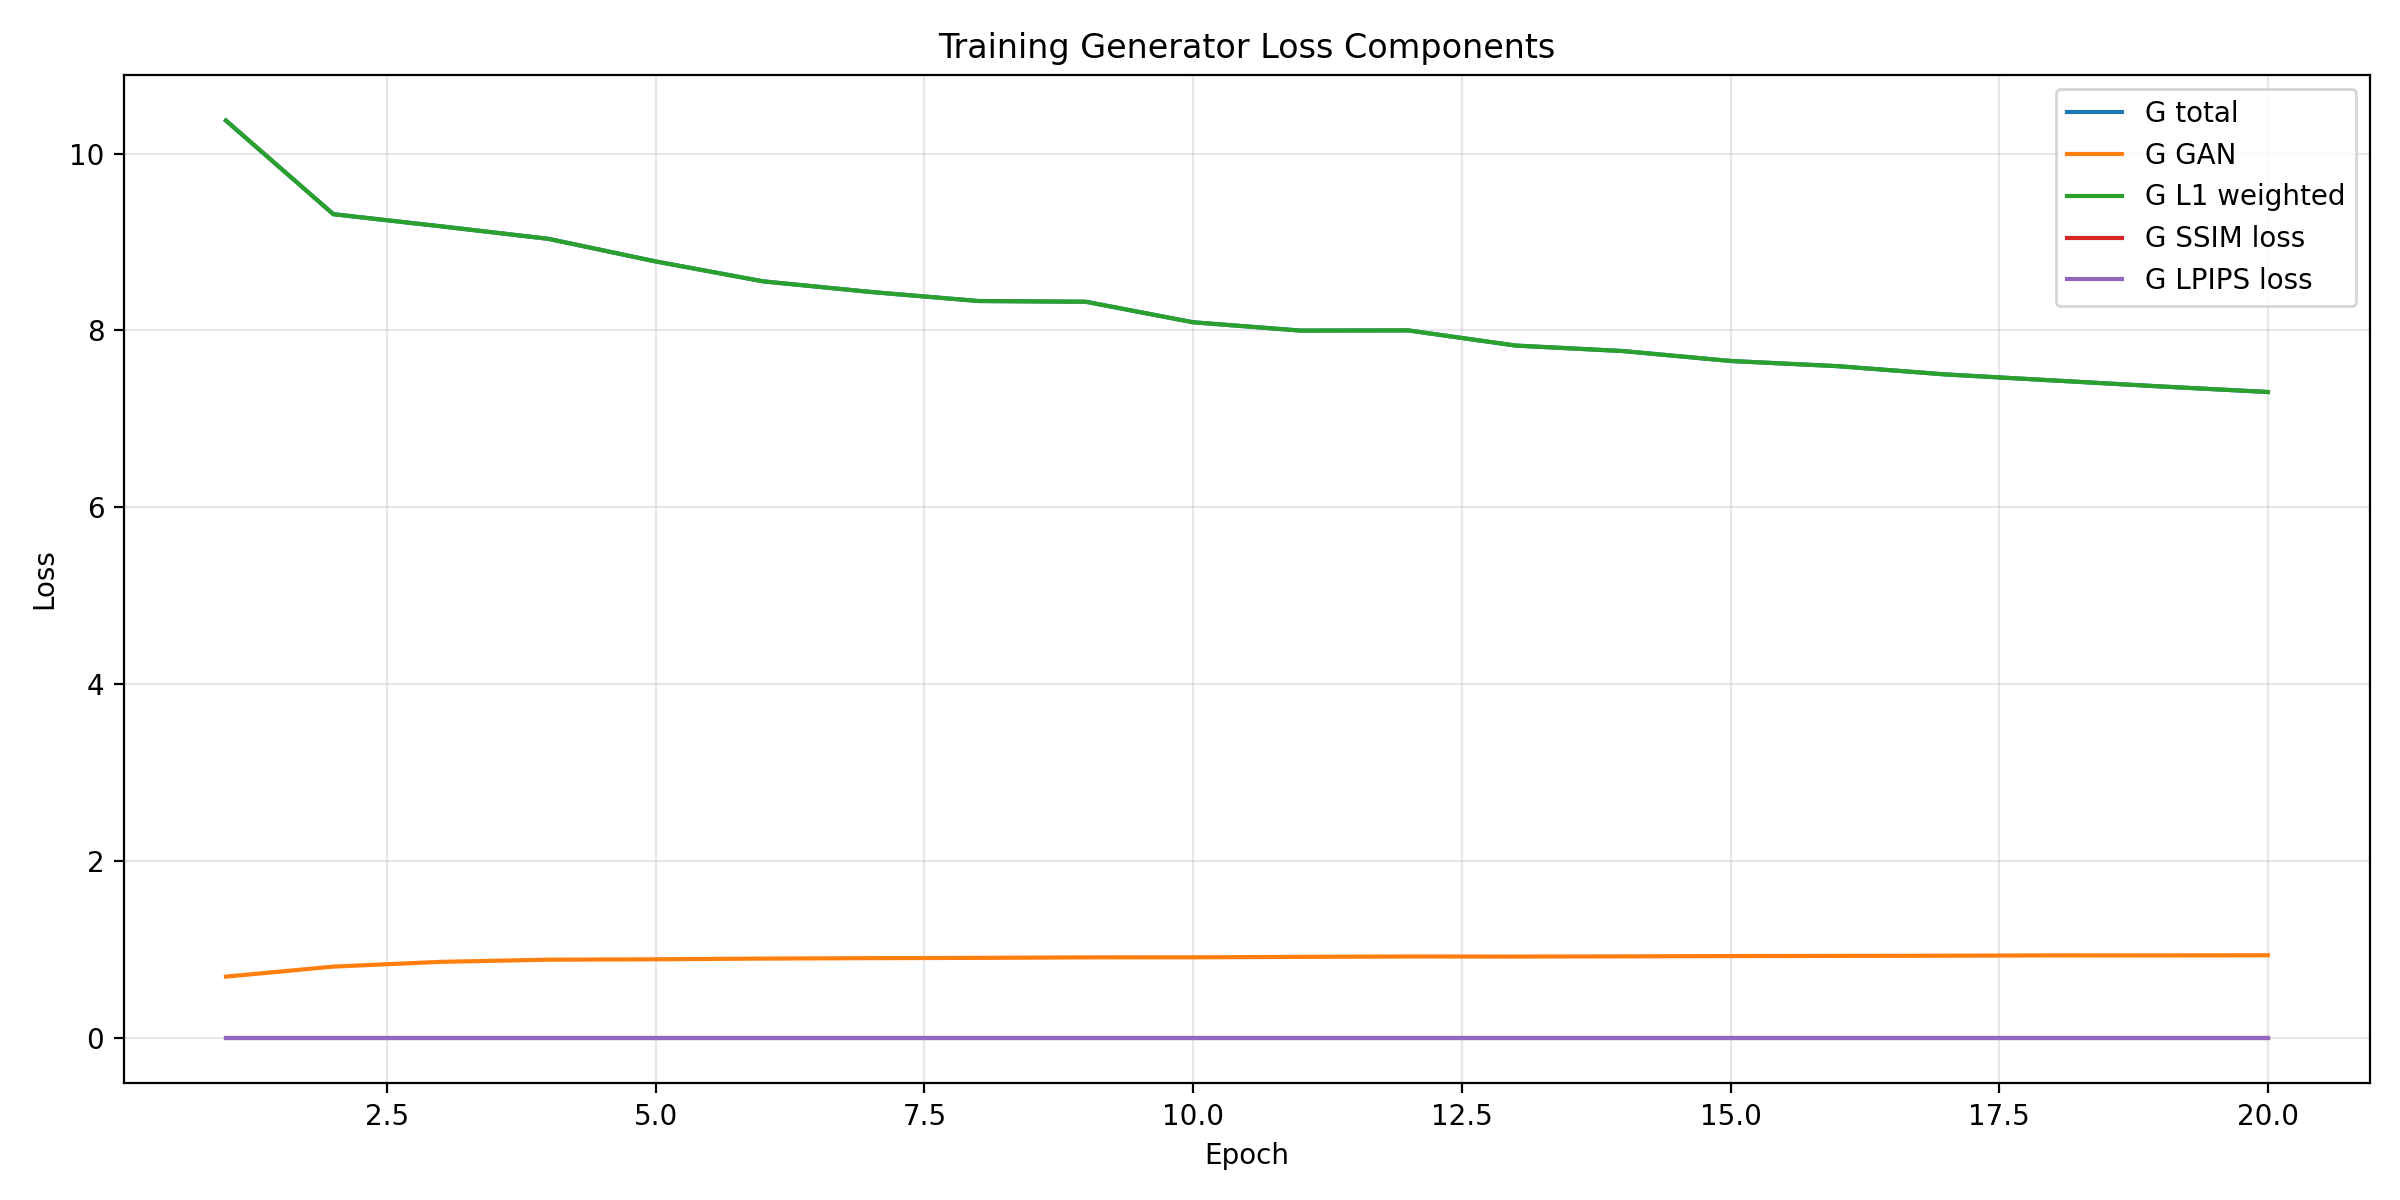 Training Generator Loss Components
G total
G GAN
G L1 weighted
G SSIM loss
G LPIPS loss
10
8
6
4
2
0
Loss
2.5 5.0 7.5 10.0 12.5 15.0 17.5 20.0
Epoch